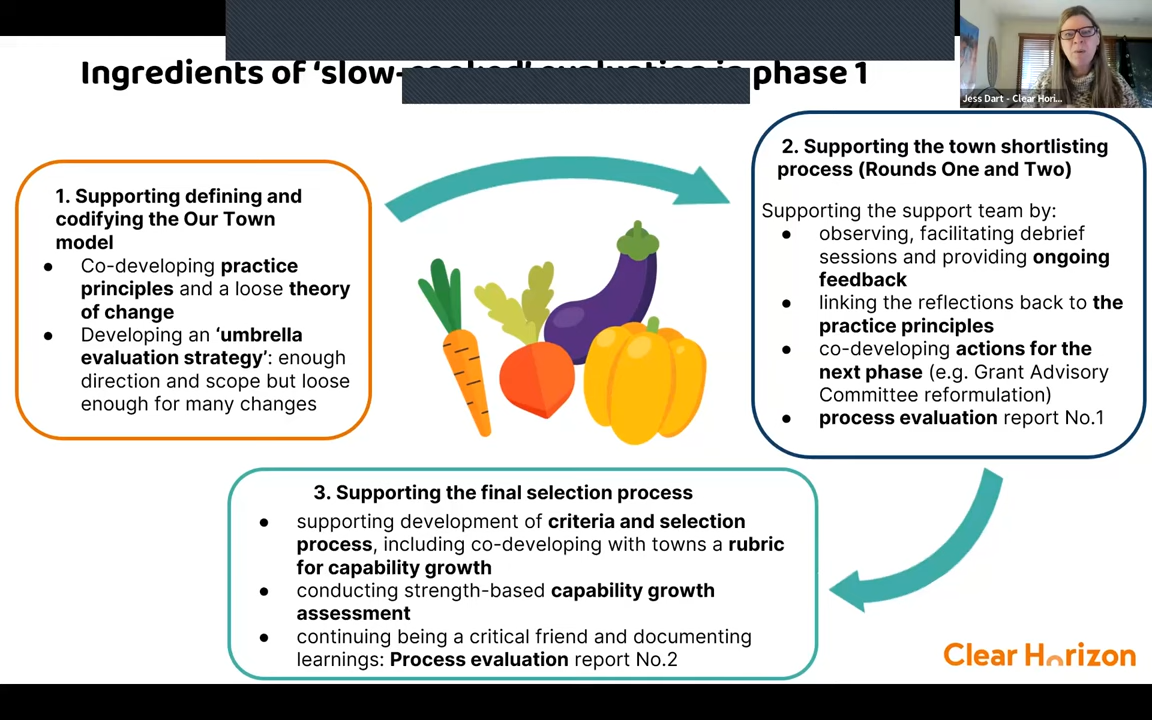 Ingredients of ‘slow- phase 1
Jess Dart - Clear Hori...
1. Supporting defining and
codifying the Our Town
model
● Co-developing practice
principles and a loose theory
of change
● Developing an ‘umbrella
evaluation strategy’: enough
direction and scope but loose
enough for many changes
2. Supporting the town shortlisting
process (Rounds One and Two)
Supporting the support team by:
● observing, facilitating debrief
sessions and providing ongoing
feedback
● linking the reflections back to the
practice principles
● co-developing actions for the
next phase (e.g. Grant Advisory
Committee reformulation)
● process evaluation report No.1
3. Supporting the final selection process
● supporting development of criteria and selection
process, including co-developing with towns a rubric
for capability growth
● conducting strength-based capability growth
assessment
● continuing being a critical friend and documenting
learnings: Process evaluation report No.2
Clear Horizon